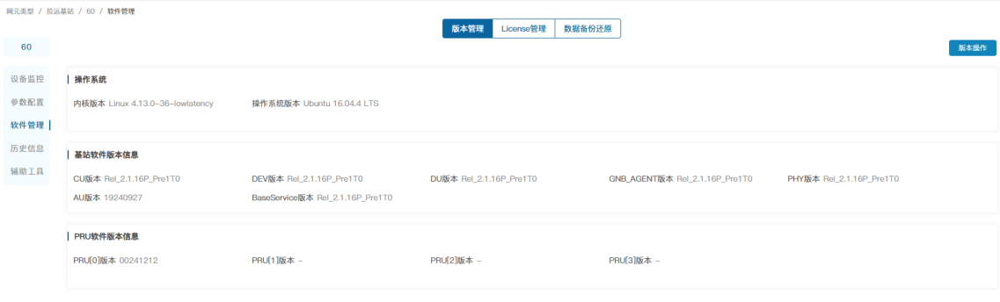 网元类型 / 拉远基站 / 60 / 软件管理
版本管理 License管理 数据备份还原
60
版本操作
设备监控
参数配置
软件管理
历史信息
辅助工具
操作系统
内核版本 Linux 4.13.0-36-lowlatency 操作系统版本 Ubuntu 16.04.4 LTS
基站软件版本信息
CU版本 Rel_2.1.16P_Pre1T0 DEV版本 Rel_2.1.16P_Pre1T0 DU版本 Rel_2.1.16P_Pre1T0 GNB_AGENT版本 Rel_2.1.16P_Pre1T0 PHY版本 Rel_2.1.16P_Pre1T0
AU版本 19240927 BaseService版本 Rel_2.1.16P_Pre1T0
PRU软件版本信息
PRU[0]版本 00241212 PRU[1]版本 – PRU[2]版本 – PRU[3]版本 –